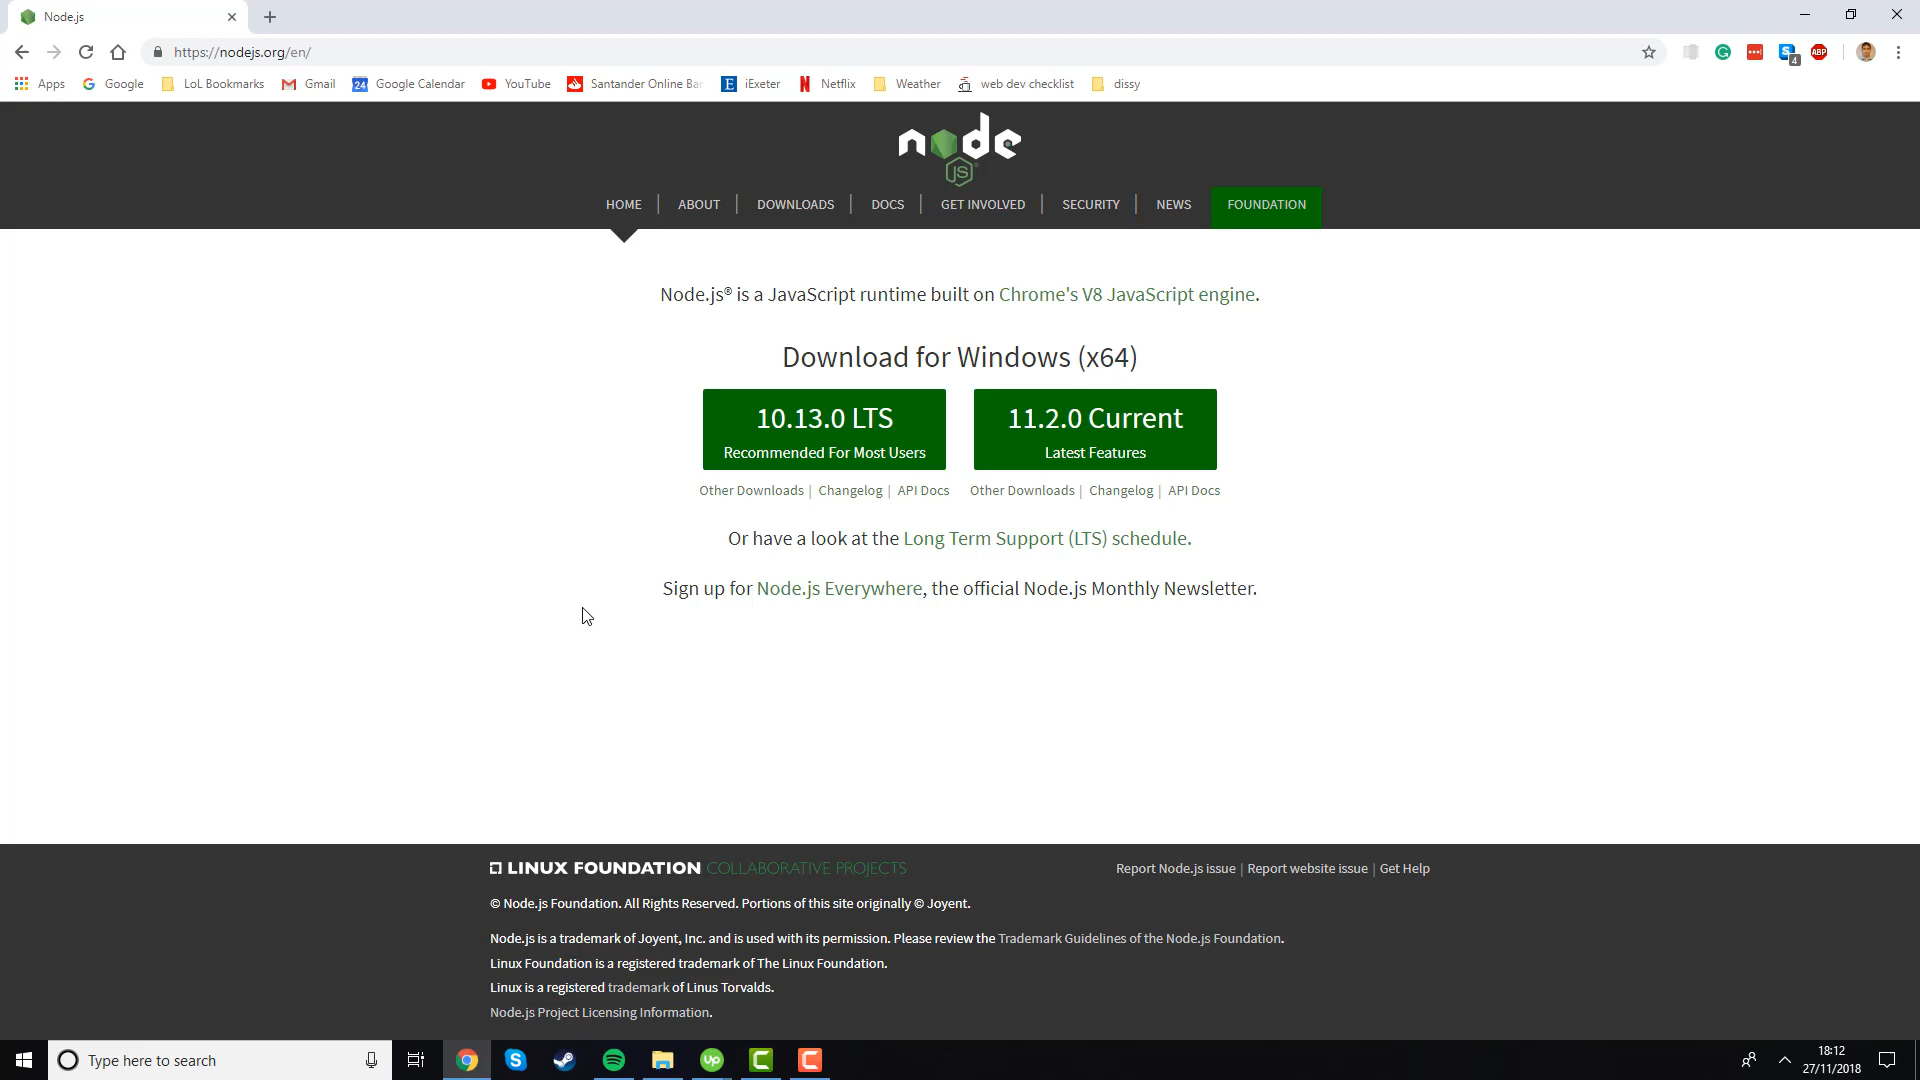 Node.js
https://nodejs.org/en/
Apps Google LoL Bookmarks Gmail 24 Google Calendar YouTube Santander Online Ba E iExeter N Netflix Weather web dev checklist dissy
4 ABP
node
JS
HOME ABOUT DOWNLOADS DOCS GET INVOLVED SECURITY NEWS FOUNDATION
Node.js® is a JavaScript runtime built on Chrome's V8 JavaScript engine.
Download for Windows (x64)
10.13.0 LTS 11.2.0 Current
Recommended For Most Users Latest Features
Other Downloads | Changelog | API Docs Other Downloads | Changelog | API Docs
Or have a look at the Long Term Support (LTS) schedule.
Sign up for Node.js Everywhere, the official Node.js Monthly Newsletter.
LINUX FOUNDATION COLLABORATIVE PROJECTS Report Node.js issue | Report website issue | Get Help
© Node.js Foundation. All Rights Reserved. Portions of this site originally © Joyent.
Node.js is a trademark of Joyent, Inc. and is used with its permission. Please review the Trademark Guidelines of the Node.js Foundation.
Linux Foundation is a registered trademark of The Linux Foundation.
Linux is a registered trademark of Linus Torvalds.
Node.js Project Licensing Information.
Type here to search S up C C 18:12
27/11/2018